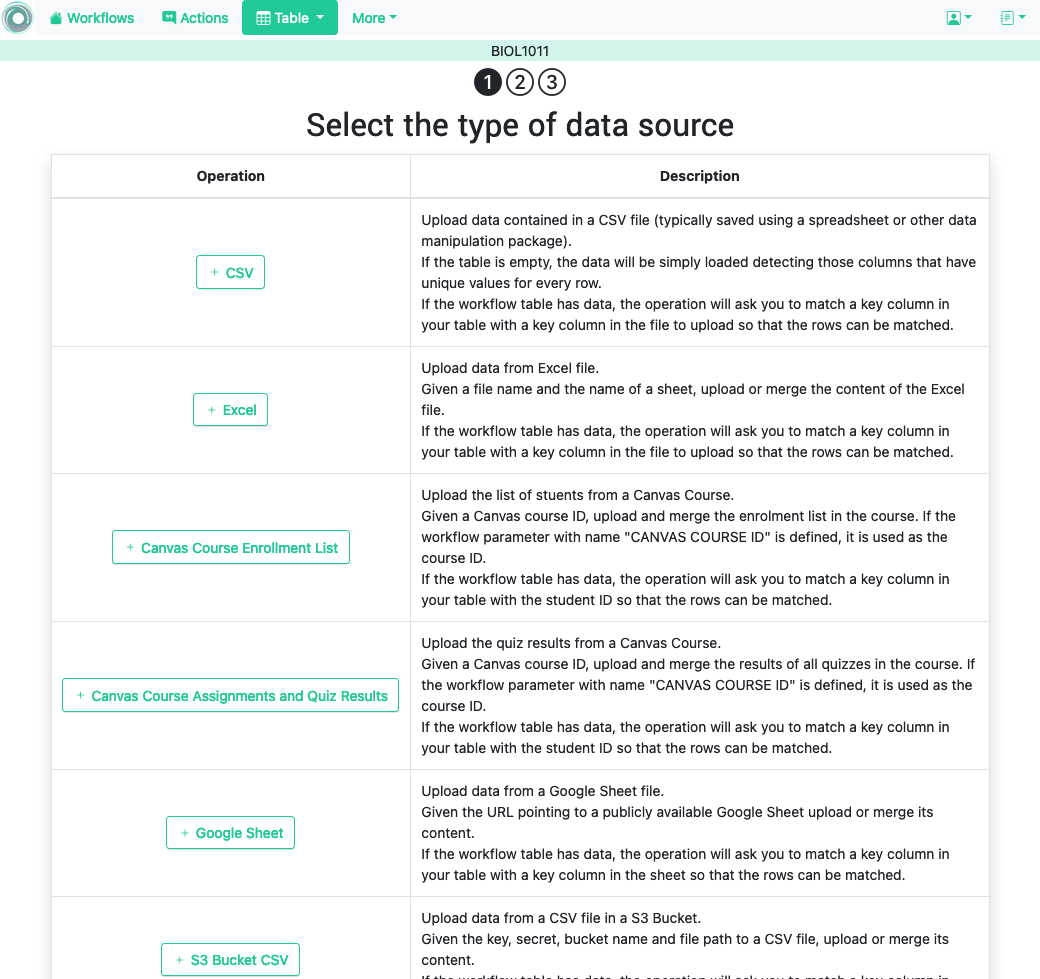 Workflows Actions Table More
BIOL1011
1 2 3
Select the type of data source
Operation Description
+ CSV
Upload data contained in a CSV file (typically saved using a spreadsheet or other data
manipulation package).
If the table is empty, the data will be simply loaded detecting those columns that have
unique values for every row.
If the workflow table has data, the operation will ask you to match a key column in
your table with a key column in the file to upload so that the rows can be matched.
+ Excel
Upload data from Excel file.
Given a file name and the name of a sheet, upload or merge the content of the Excel
file.
If the workflow table has data, the operation will ask you to match a key column in
your table with a key column in the file to upload so that the rows can be matched.
+ Canvas Course Enrollment List
Upload the list of stuents from a Canvas Course.
Given a Canvas course ID, upload and merge the enrolment list in the course. If the
workflow parameter with name "CANVAS COURSE ID" is defined, it is used as the
course ID.
If the workflow table has data, the operation will ask you to match a key column in
your table with the student ID so that the rows can be matched.
+ Canvas Course Assignments and Quiz Results
Upload the quiz results from a Canvas Course.
Given a Canvas course ID, upload and merge the results of all quizzes in the course. If
the workflow parameter with name "CANVAS COURSE ID" is defined, it is used as the
course ID.
If the workflow table has data, the operation will ask you to match a key column in
your table with the student ID so that the rows can be matched.
+ Google Sheet
Upload data from a Google Sheet file.
Given the URL pointing to a publicly available Google Sheet upload or merge its
content.
If the workflow table has data, the operation will ask you to match a key column in
your table with a key column in the sheet so that the rows can be matched.
+ S3 Bucket CSV
Upload data from a CSV file in a S3 Bucket.
Given the key, secret, bucket name and file path to a CSV file, upload or merge its
content.